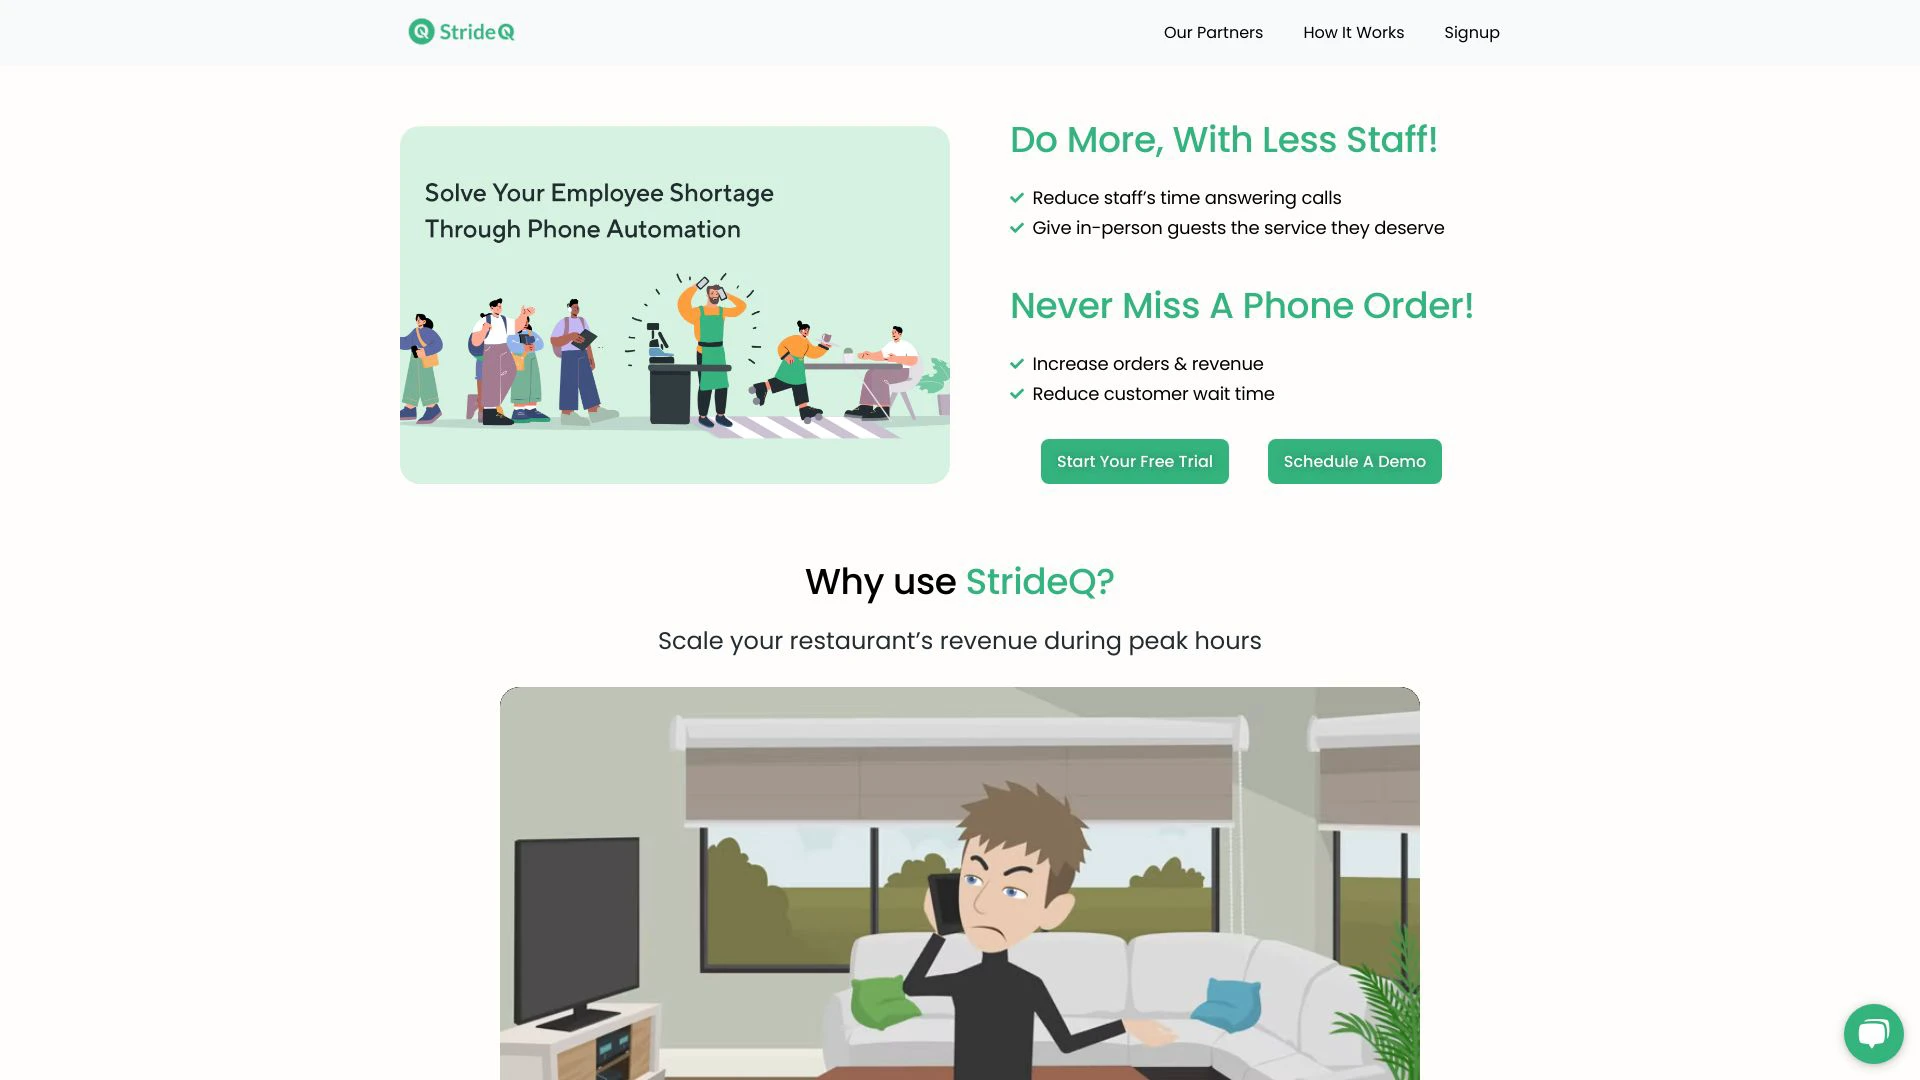 StrideQ
Our Partners
How It Works
Signup
Solve Your Employee Shortage
Through Phone Automation
Do More, With Less Staff!
Reduce staff’s time answering calls
Give in-person guests the service they deserve
Never Miss A Phone Order!
Increase orders & revenue
Reduce customer wait time
Start Your Free Trial
Schedule A Demo
Why use StrideQ?
Scale your restaurant’s revenue during peak hours